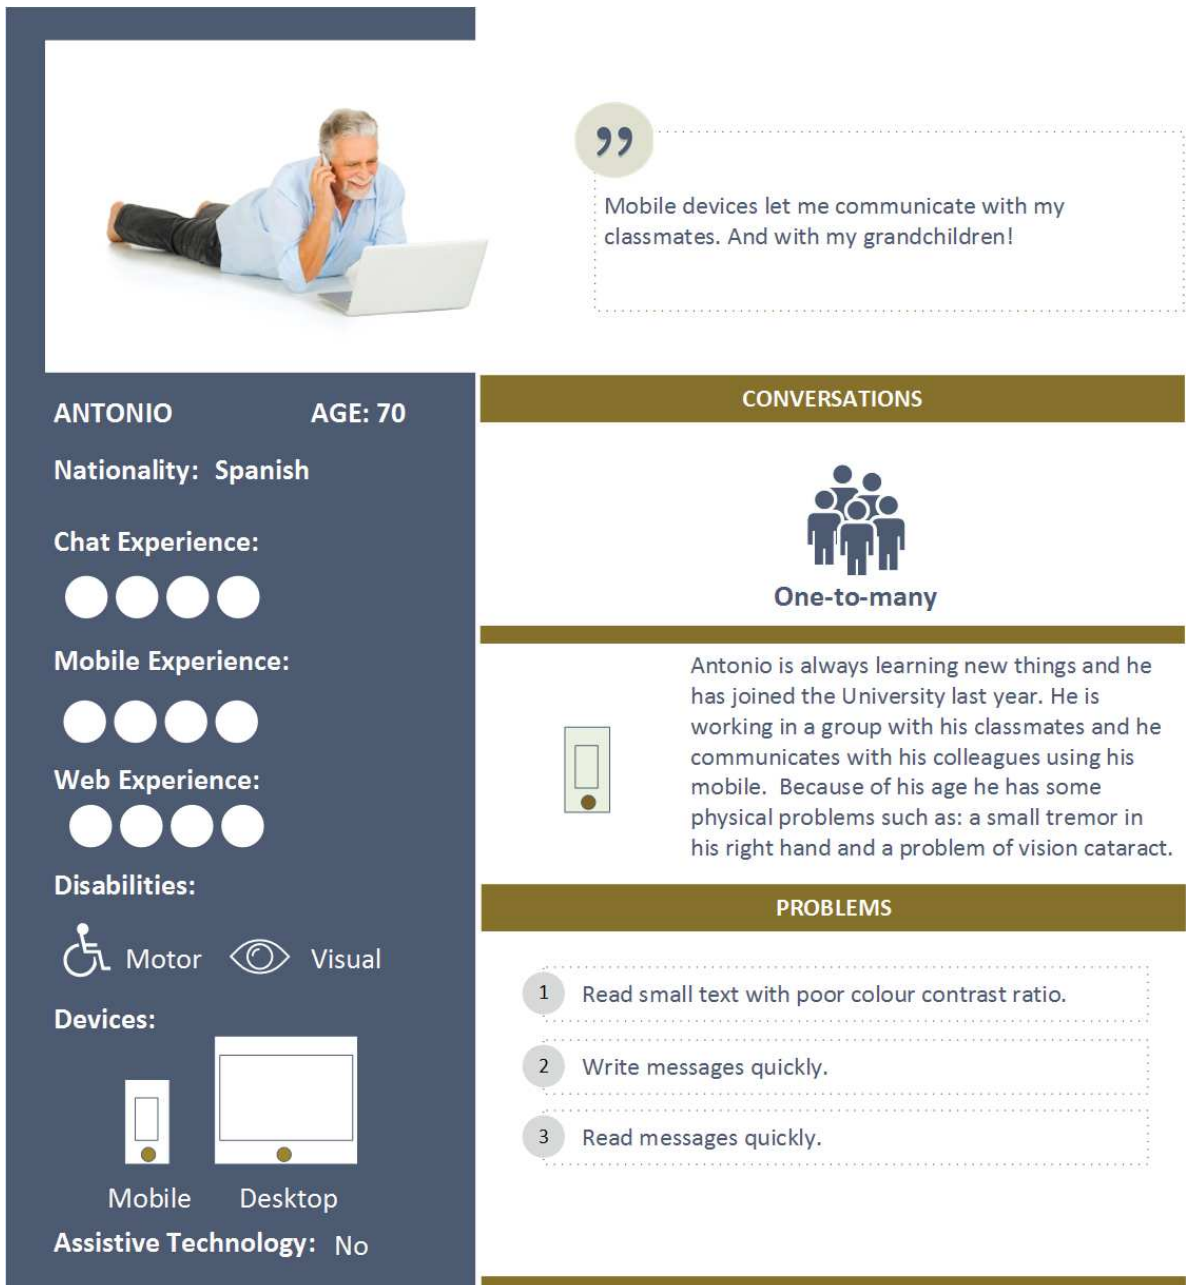 ”
Mobile devices let me communicate with my
classmates. And with my grandchildren!
ANTONIO AGE: 70
Nationality: Spanish
Chat Experience:
Mobile Experience:
Web Experience:
Disabilities:
Motor Visual
Devices:
Mobile Desktop
Assistive Technology: No
CONVERSATIONS
One-to-many
Antonio is always learning new things and he
has joined the University last year. He is
working in a group with his classmates and he
communicates with his colleagues using his
mobile. Because of his age he has some
physical problems such as: a small tremor in
his right hand and a problem of vision cataract.
PROBLEMS
1 Read small text with poor colour contrast ratio.
2 Write messages quickly.
3 Read messages quickly.